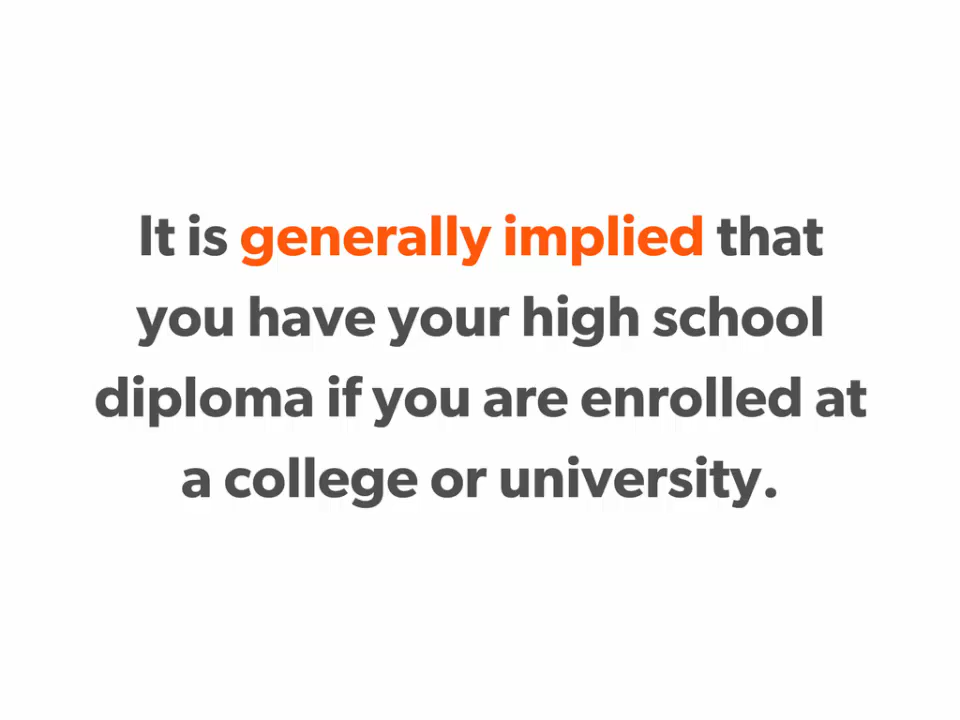 It is generally implied that
you have your high school
diploma if you are enrolled at
a college or university.